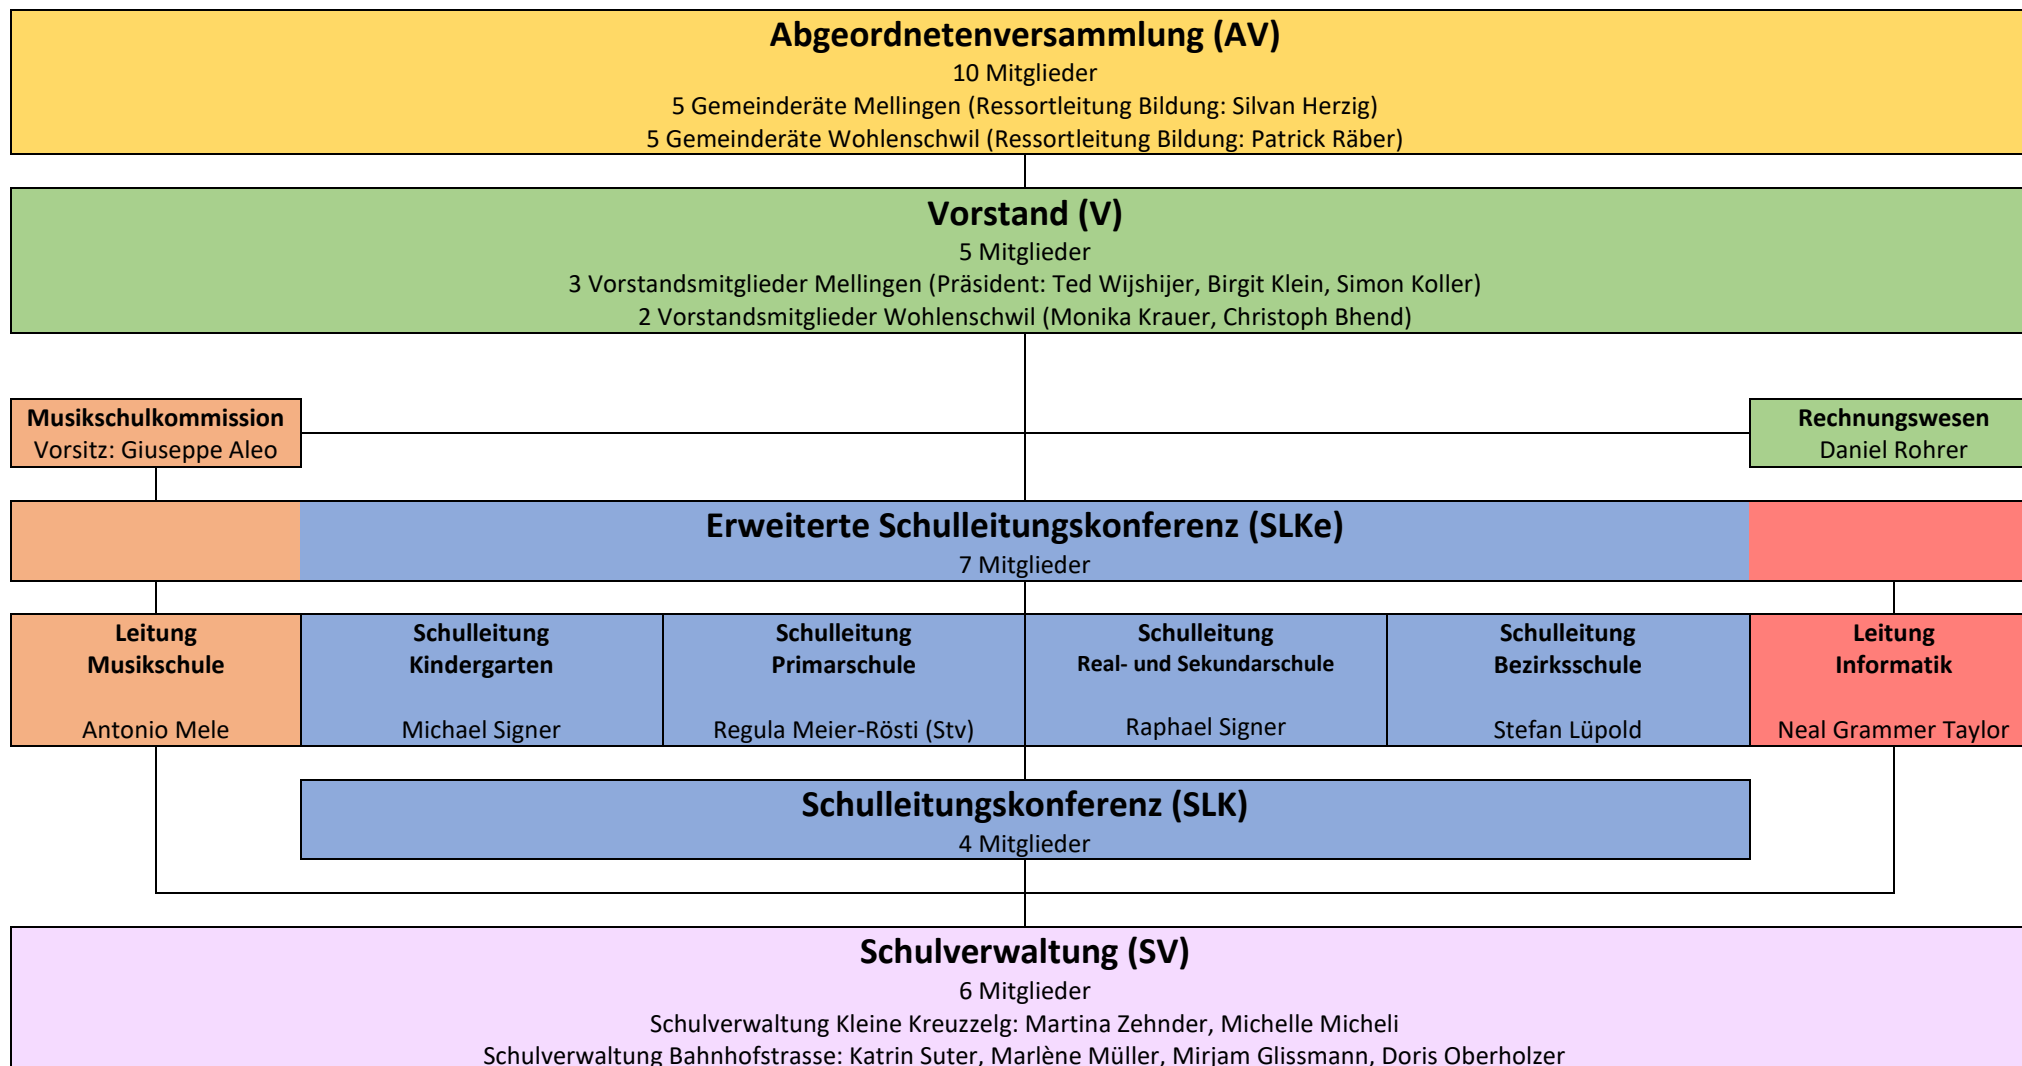 Abgeordnetenversammlung (AV)
10 Mitglieder
5 Gemeinderäte Mellingen (Ressortleitung Bildung: Silvan Herzig)
5 Gemeinderäte Wohlenschwil (Ressortleitung Bildung: Patrick Räber)
Vorstand (V)
5 Mitglieder
3 Vorstandsmitglieder Mellingen (Präsident: Ted Wijshijer, Birgit Klein, Simon Koller)
2 Vorstandsmitglieder Wohlenschwil (Monika Krauer, Christoph Bhend)
Musikschulkommission
Vorsitz: Giuseppe Aleo
Rechnungswesen
Daniel Rohrer
Erweiterte Schulleitungskonferenz (SLKe)
7 Mitglieder
Leitung
Musikschule
Antonio Mele
Schulleitung
Kindergarten
Michael Signer
Schulleitung
Primarschule
Regula Meier-Rösti (Stv)
Schulleitung
Real- und Sekundarschule
Raphael Signer
Schulleitung
Bezirksschule
Stefan Lüpold
Leitung
Informatik
Neal Grammer Taylor
Schulleitungskonferenz (SLK)
4 Mitglieder
Schulverwaltung (SV)
6 Mitglieder
Schulverwaltung Kleine Kreuzzelg: Martina Zehnder, Michelle Micheli
Schulverwaltung Bahnhofstrasse: Katrin Suter, Marlène Müller, Mirjam Glissmann, Doris Oberholzer